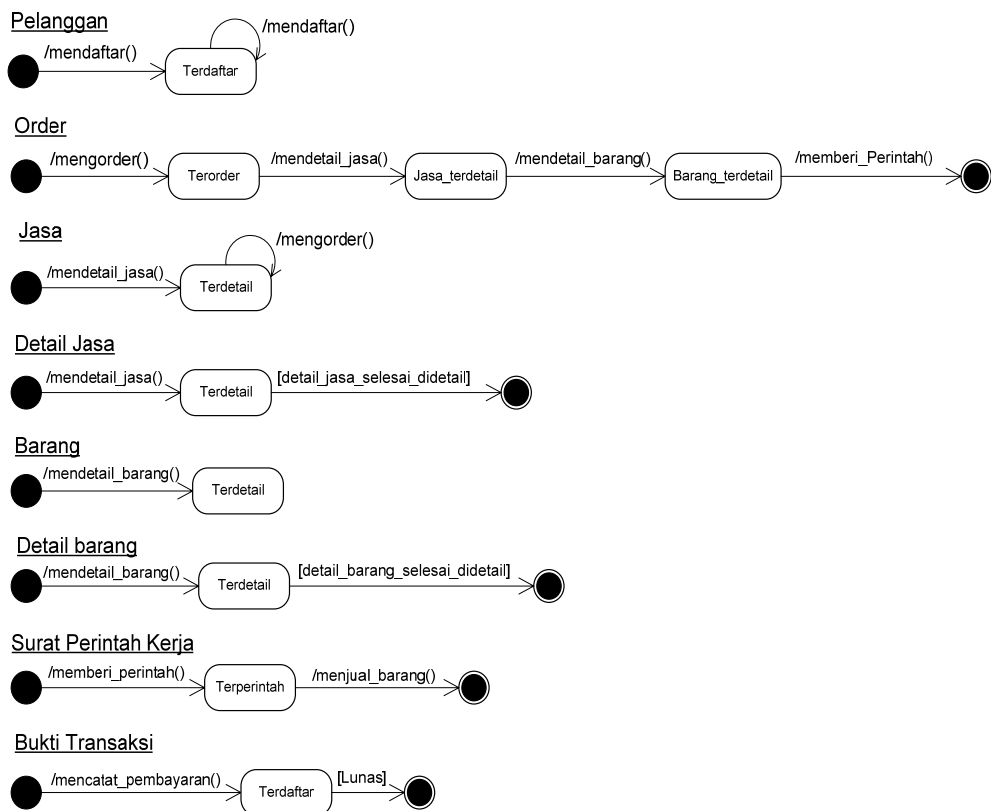 Pelanggan
/mendaftar()
/mendaftar()
Terdaftar
Order
/mengorder()
Terorder
/mendetail_jasa()
Jasa_terdetail
/mendetail_barang()
Barang_terdetail
/memberi_Perintah()
Jasa
/mendetail_jasa()
Terdetail
/mengorder()
Detail Jasa
/mendetail_jasa()
Terdetail
[detail_jasa_selesai_didetail]
Barang
/mendetail_barang()
Terdetail
Detail barang
/mendetail_barang()
Terdetail
[detail_barang_selesai_didetail]
Surat Perintah Kerja
/memberi_perintah()
Terperintah
/menjual_barang()
Bukti Transaksi
/mencatat_pembayaran()
Terdaftar
[Lunas]